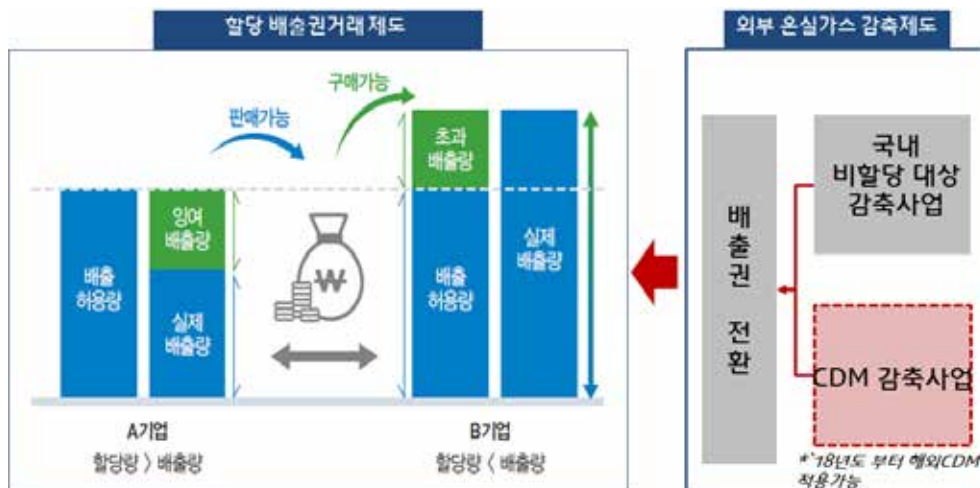 할당 배출권거래 제도
외부 온실가스 감축제도
판매가능
구매가능
배출
허용량
잉여
배출량
실제
배출량
₩
초과
배출량
배출
허용량
실제
배출량
A기업
할당량 > 배출량
B기업
할당량 < 배출량
배출권 전환
국내
비할당 대상
감축사업
CDM 감축사업
*'18년도 부터 해외CDM
적용가능